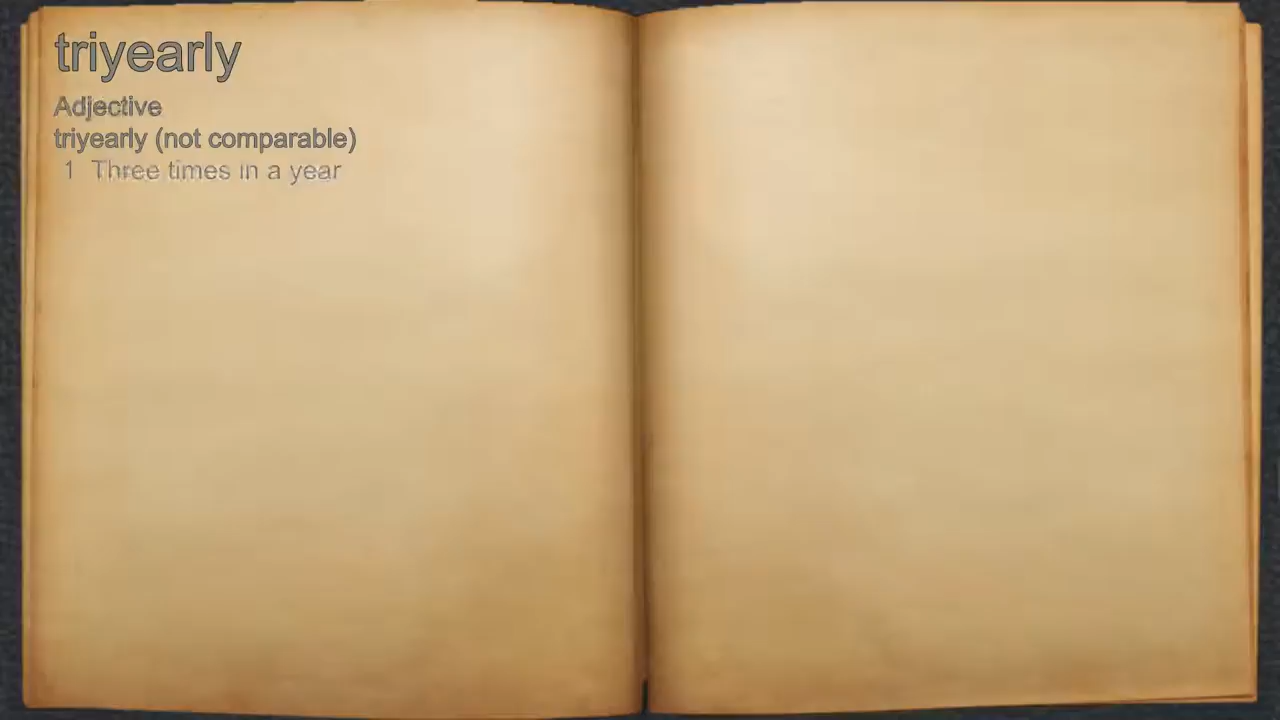 triyearly
Adjective
triyearly (not comparable)
1 Three times in a year